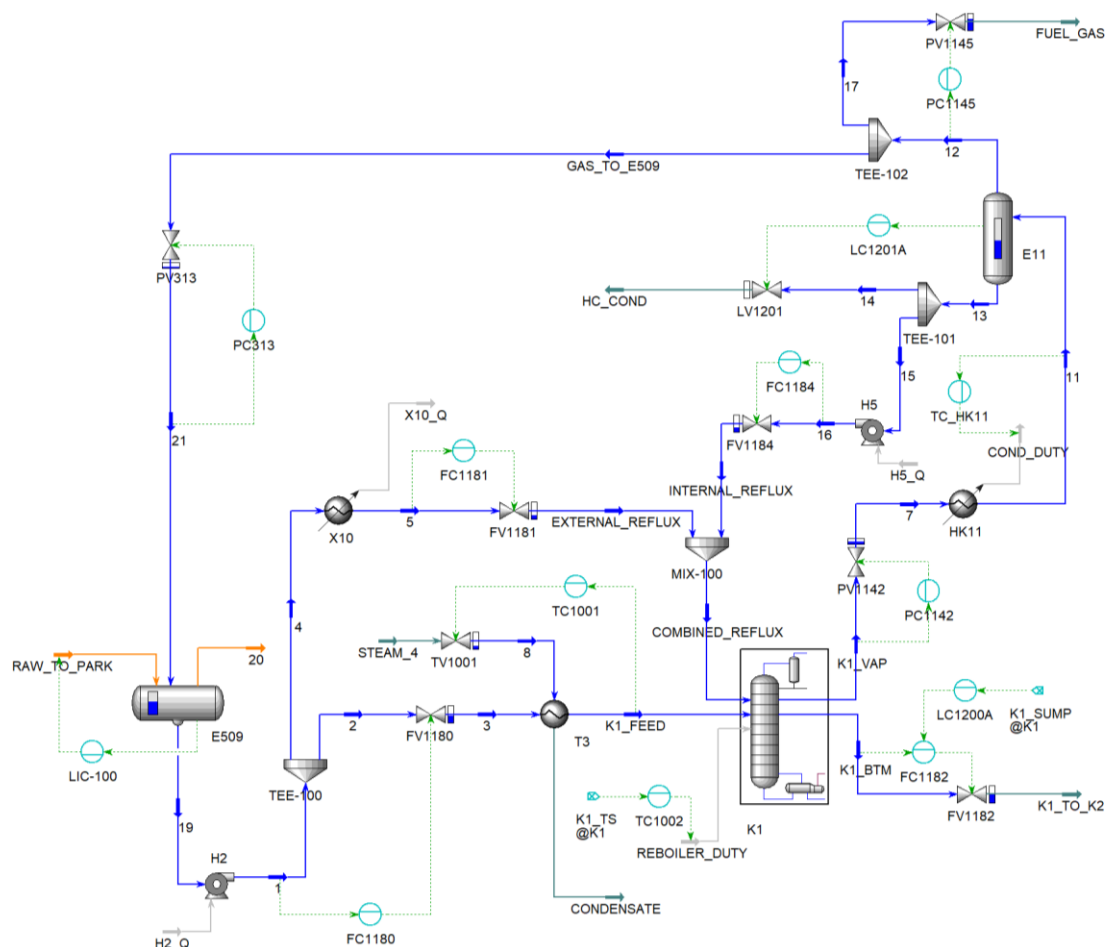 PV1145
FUEL_GAS
17
PC1145
12
TEE-102
GAS_TO_E509
LC1201A
E11
PV313
HC_COND
LV1201
14
13
TEE-101
PC313
FC1184
15
TC_HK11
11
X10_Q
21
FV1184
16
H5
COND_DUTY
FC1181
H5_Q
INTERNAL_REFLUX
7
X10
5
FV1181
EXTERNAL_REFLUX
HK11
MIX-100
PV1142
TC1001
PC1142
4
COMBINED_REFLUX
RAW_TO_PARK
20
STEAM_4
TV1001
8
K1_VAP
LC1200A
K1_SUMP
@K1
E509
2
3
K1_FEED
LIC-100
FV1180
T3
K1_BTM
FC1182
TEE-100
19
K1_TS
@K1
TC1002
K1
FV1182
K1_TO_K2
REBOILER_DUTY
H2
1
CONDENSATE
H2_Q
FC1180